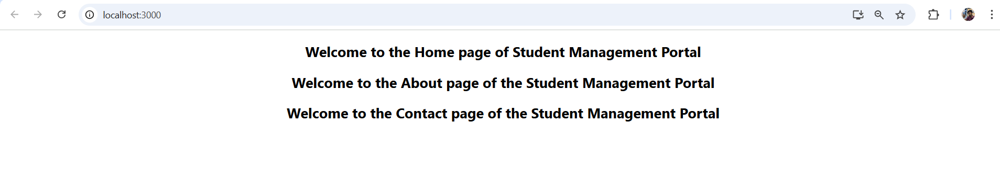 localhost:3000
Welcome to the Home page of Student Management Portal
Welcome to the About page of the Student Management Portal
Welcome to the Contact page of the Student Management Portal